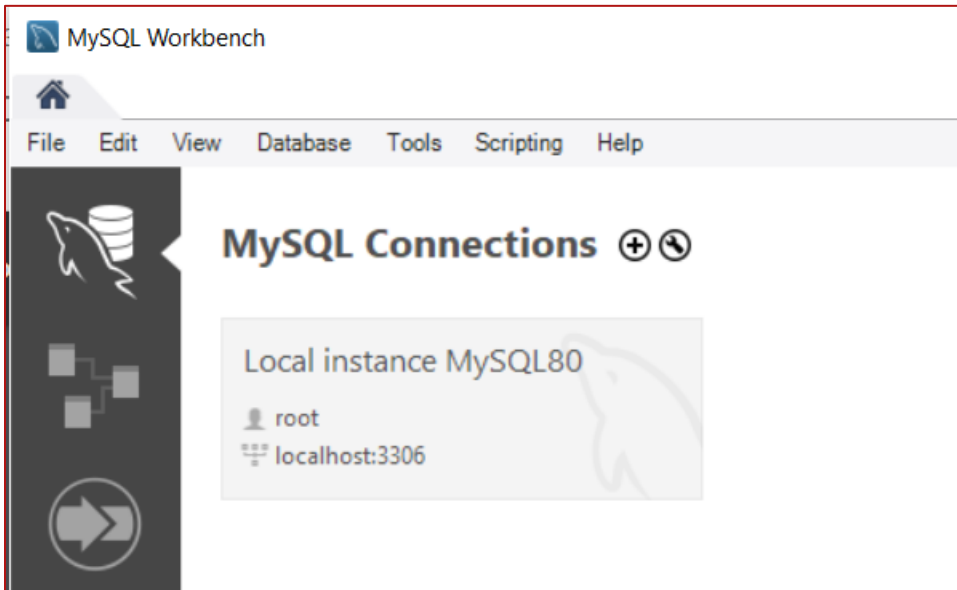 MySQL Workbench
File Edit View Database Tools Scripting Help
MySQL Connections
Local instance MySQL80
root
localhost:3306